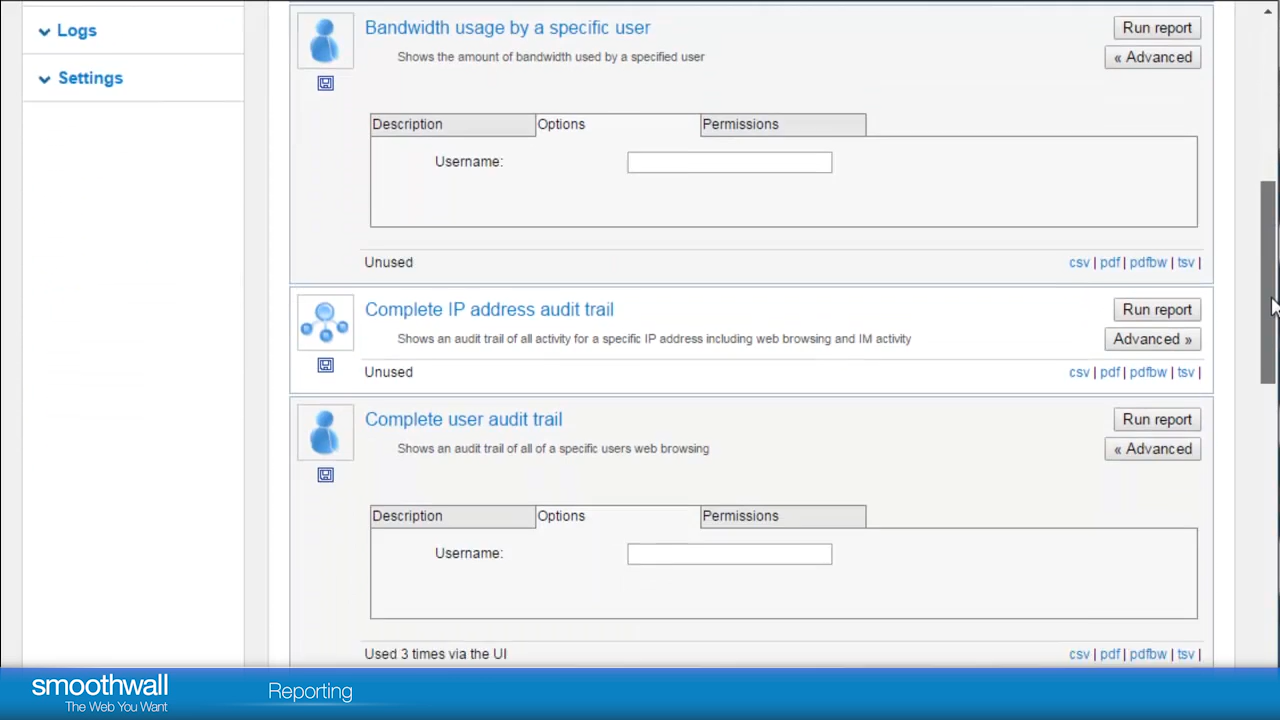 Logs
Settings
Bandwidth usage by a specific user
Run report
Shows the amount of bandwidth used by a specified user
« Advanced
Description Options Permissions
Username:
Unused
csv | pdf | pdfbw | tsv |
Complete IP address audit trail
Run report
Shows an audit trail of all activity for a specific IP address including web browsing and IM activity
Advanced »
Unused
csv | pdf | pdfbw | tsv |
Complete user audit trail
Run report
Shows an audit trail of all of a specific users web browsing
« Advanced
Description Options Permissions
Username:
Used 3 times via the UI
csv | pdf | pdfbw | tsv |
smoothwall
The Web You Want
Reporting